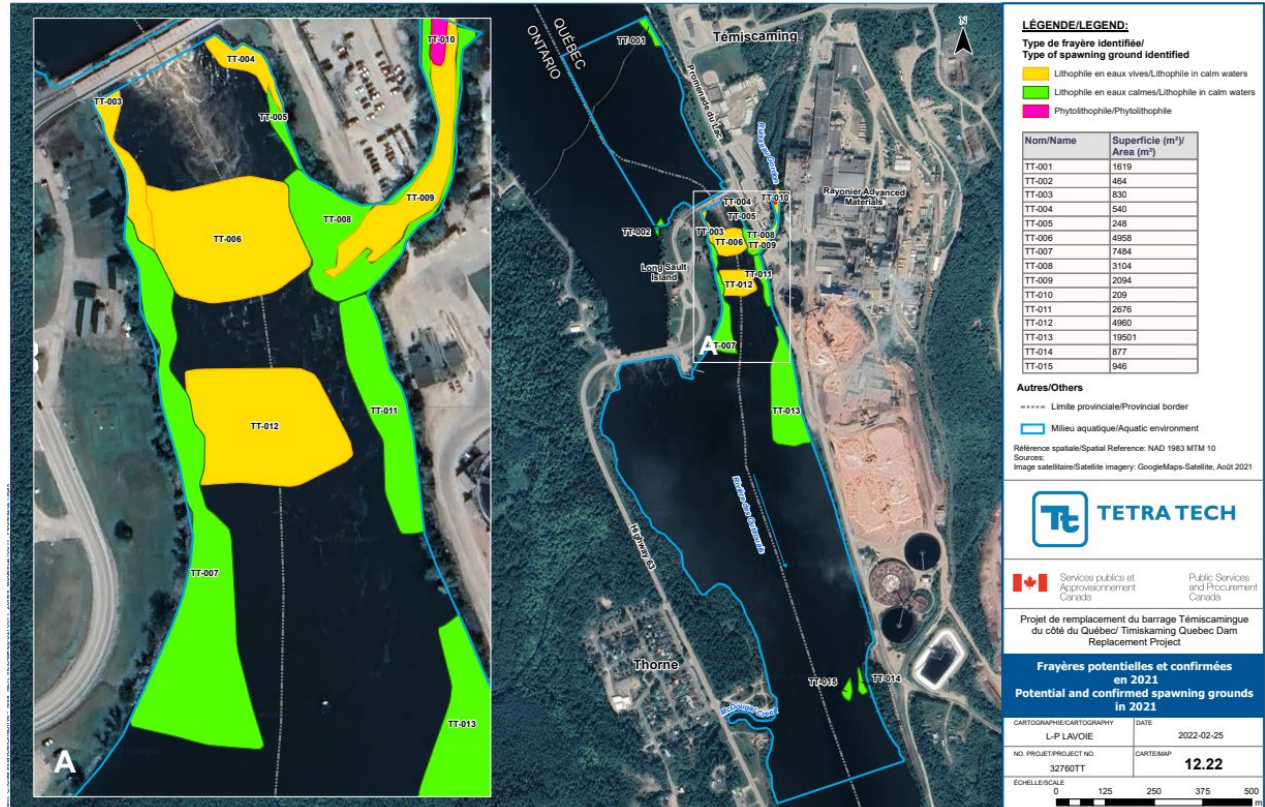 TT-004
TT-010
TT-003
TT-005
TT-009
TT-008
TT-006
TT-012
TT-011
TT-007
TT-013
A
QUÉBEC
ONTARIO
TT-001
Témiscaming
Promenade du Lac
Ruisseau Gordon
Rayonier Advanced
Materials
TT-004
TT-010
TT-005
TT-002
TT-003
TT-008
TT-006
TT-009
Long Sault
Island
TT-011
TT-012
TT-007
A
TT-013
Rivière des Outaouais
Highway 63
Thorne
TT-015
TT-014
McDougal Creek
N
LÉGENDE/LEGEND:
Type de frayère identifiée/
Type of spawning ground identified
Lithophile en eaux vives/Lithophile in calm waters
Lithophile en eaux calmes/Lithophile in calm waters
Phytolithophile/Phytolithophile
Nom/Name Superficie (m²)/
Area (m²)
TT-001 1619
TT-002 464
TT-003 830
TT-004 540
TT-005 248
TT-006 4958
TT-007 7484
TT-008 3104
TT-009 2094
TT-010 209
TT-011 2676
TT-012 4960
TT-013 19501
TT-014 877
TT-015 946
Autres/Others
Limite provinciale/Provincial border
Milieu aquatique/Aquatic environment
Référence spatiale/Spatial Reference: NAD 1983 MTM 10
Sources:
Image satellitaire/Satellite imagery: GoogleMaps-Satellite, Août 2021
Tt TETRA TECH
Services publics et Public Services
Approvisionnement and Procurement
Canada Canada
Projet de remplacement du barrage Témiscamingue
du côté du Québec/ Timiskaming Quebec Dam
Replacement Project
Frayères potentielles et confirmées
en 2021
Potential and confirmed spawning grounds
in 2021
CARTOGRAPHIE/CARTOGRAPHY DATE
L-P LAVOIE 2022-02-25
NO. PROJET/PROJECT NO. CARTE/MAP
32760TT 12.22
ÉCHELLE/SCALE
0 125 250 375 500
m